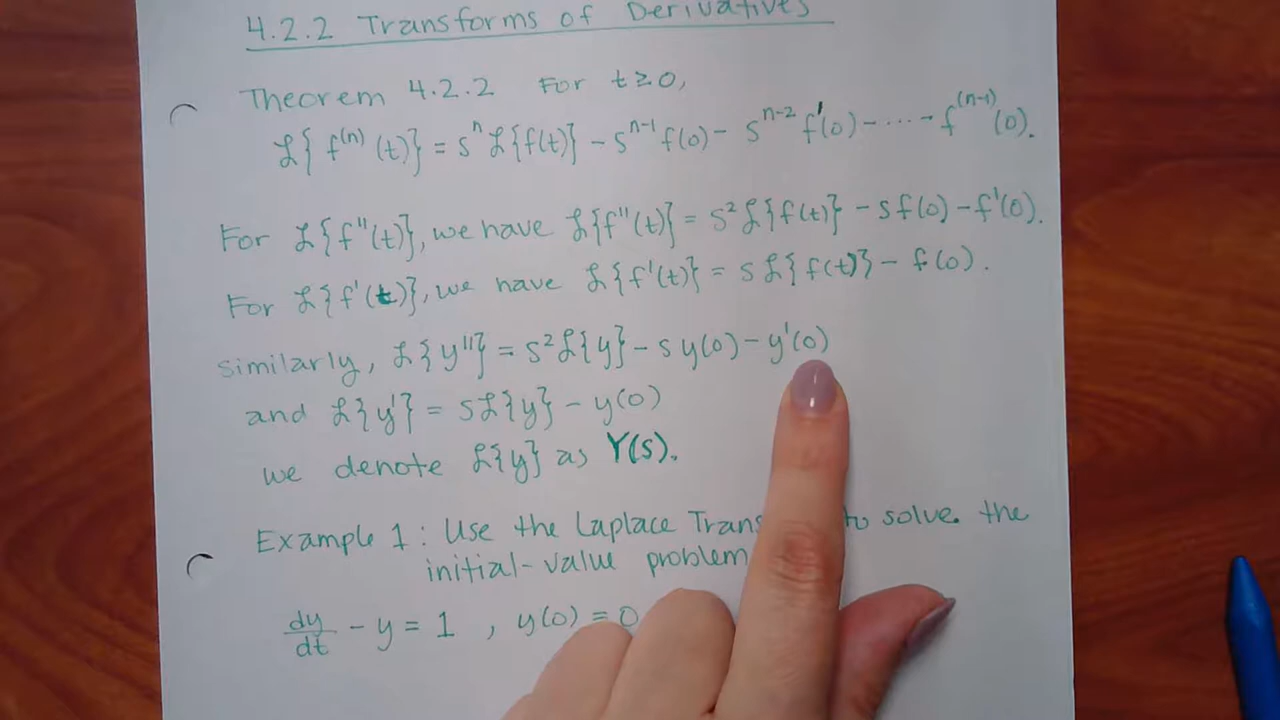 4.2.2 Transforms of Derivatives
Theorem 4.2.2 For t≥0,
ℒ{f⁽ⁿ⁾(t)} = sⁿℒ{f(t)} - sⁿ⁻¹f(0) - sⁿ⁻²f'(0) - ···· - f⁽ⁿ⁻¹⁾(0).
For ℒ{f''(t)}, we have ℒ{f''(t)} = s²ℒ{f(t)} - sf(0) - f'(0).
For ℒ{f'(t)}, we have ℒ{f'(t)} = sℒ{f(t)} - f(0).
similarly, ℒ{y''} = s²ℒ{y} - sy(0) - y'(0)
and ℒ{y'} = sℒ{y} - y(0)
we denote ℒ{y} as Y(s).
Example 1: Use the Laplace Trans to solve the
initial-value problem
dy/dt - y = 1, y(0) = 0